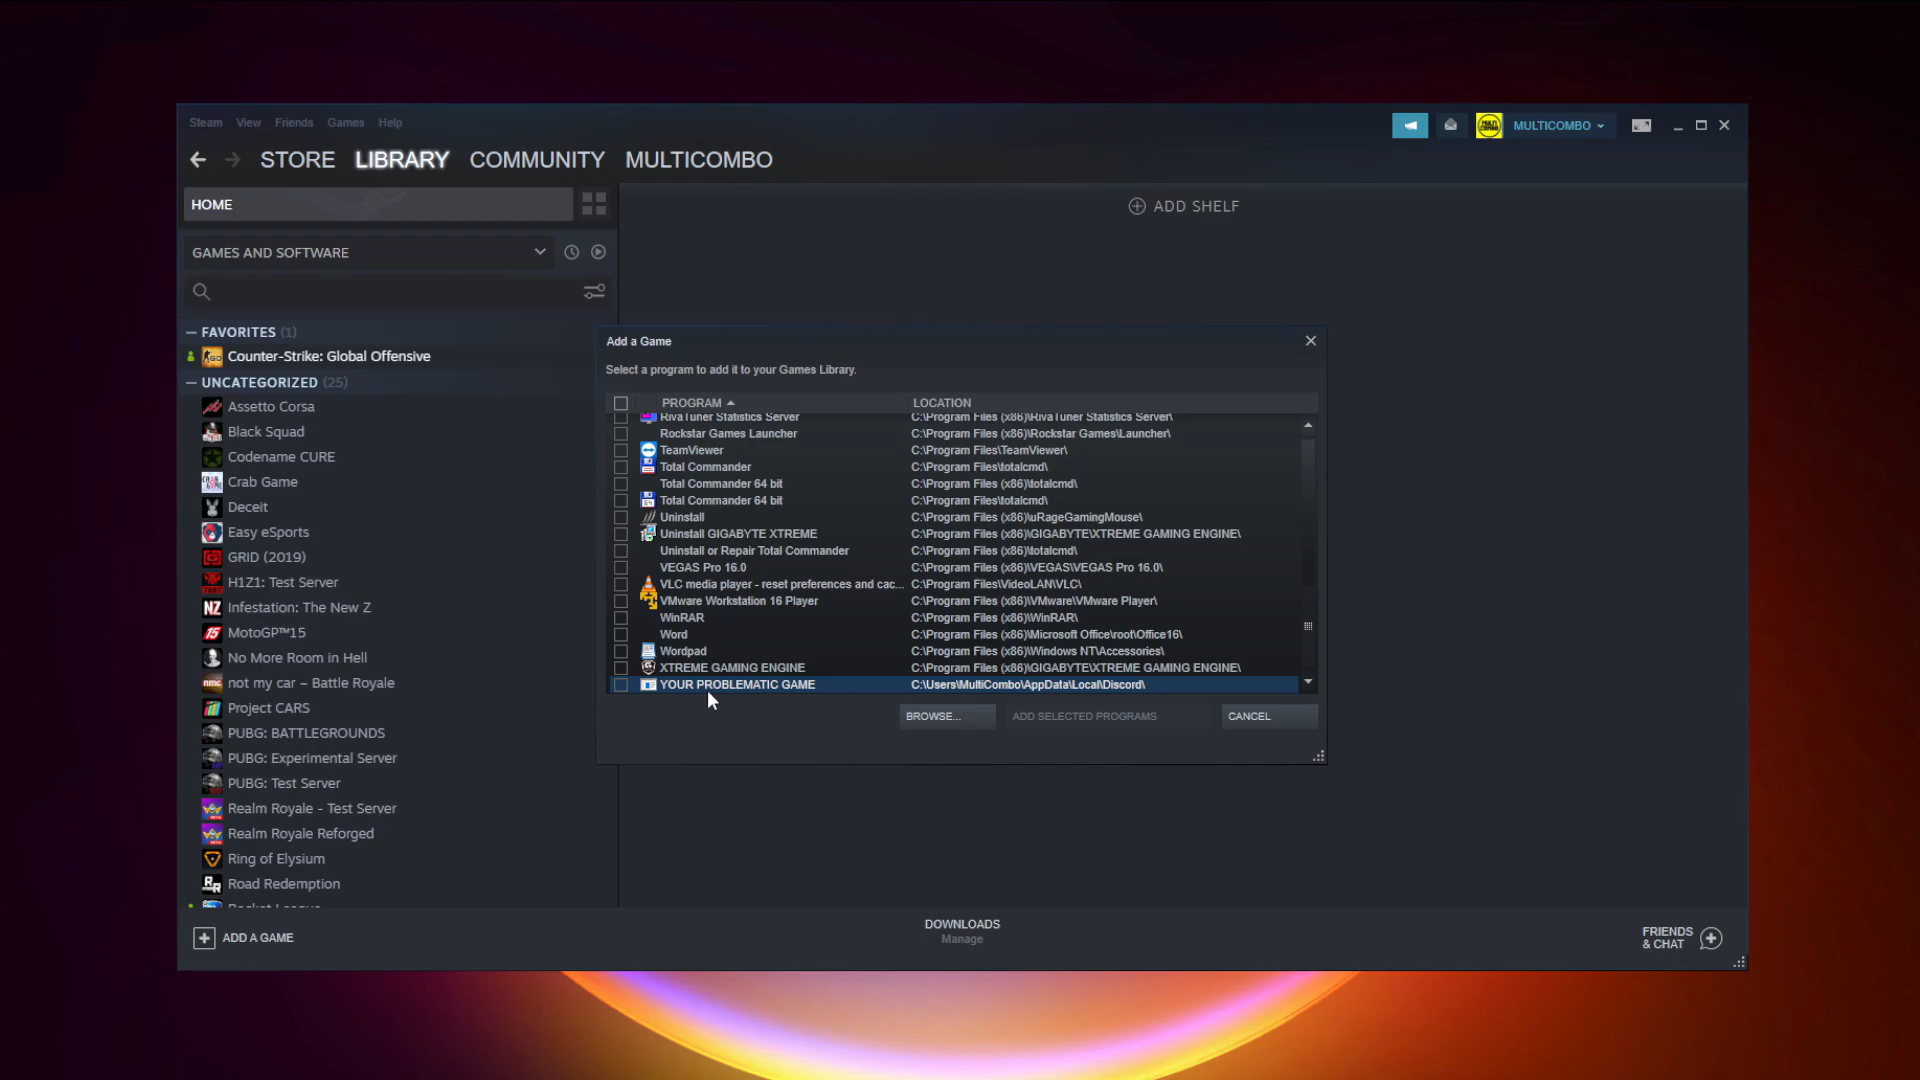 Steam View Friends Games Help
MULTICOMBO
STORE LIBRARY COMMUNITY MULTICOMBO
HOME
ADD SHELF
GAMES AND SOFTWARE
FAVORITES (1)
Counter-Strike: Global Offensive
UNCATEGORIZED (25)
Assetto Corsa
Black Squad
Codename CURE
Crab Game
Deceit
Easy eSports
GRID (2019)
H1Z1: Test Server
Infestation: The New Z
MotoGP™15
No More Room in Hell
not my car – Battle Royale
Project CARS
PUBG: BATTLEGROUNDS
PUBG: Experimental Server
PUBG: Test Server
Realm Royale - Test Server
Realm Royale Reforged
Ring of Elysium
Road Redemption
Rocket League
Add a Game
Select a program to add it to your Games Library.
PROGRAM LOCATION
RivaTuner Statistics Server C:\Program Files (x86)\RivaTuner Statistics Server\
Rockstar Games Launcher C:\Program Files (x86)\Rockstar Games\Launcher\
TeamViewer C:\Program Files\TeamViewer\
Total Commander C:\Program Files\totalcmd\
Total Commander 64 bit C:\Program Files (x86)\totalcmd\
Total Commander 64 bit C:\Program Files\totalcmd\
Uninstall C:\Program Files (x86)\uRageGamingMouse\
Uninstall GIGABYTE XTREME C:\Program Files (x86)\GIGABYTE\XTREME GAMING ENGINE\
Uninstall or Repair Total Commander C:\Program Files (x86)\totalcmd\
VEGAS Pro 16.0 C:\Program Files (x86)\VEGAS\VEGAS Pro 16.0\
VLC media player - reset preferences and cac... C:\Program Files\VideoLAN\VLC\
VMware Workstation 16 Player C:\Program Files (x86)\VMware\VMware Player\
WinRAR C:\Program Files (x86)\WinRAR\
Word C:\Program Files (x86)\Microsoft Office\root\Office16\
Wordpad C:\Program Files (x86)\Windows NT\Accessories\
XTREME GAMING ENGINE C:\Program Files (x86)\GIGABYTE\XTREME GAMING ENGINE\
YOUR PROBLEMATIC GAME C:\Users\MultiCombo\AppData\Local\Discord\
BROWSE... ADD SELECTED PROGRAMS CANCEL
ADD A GAME
DOWNLOADS
Manage
FRIENDS
& CHAT